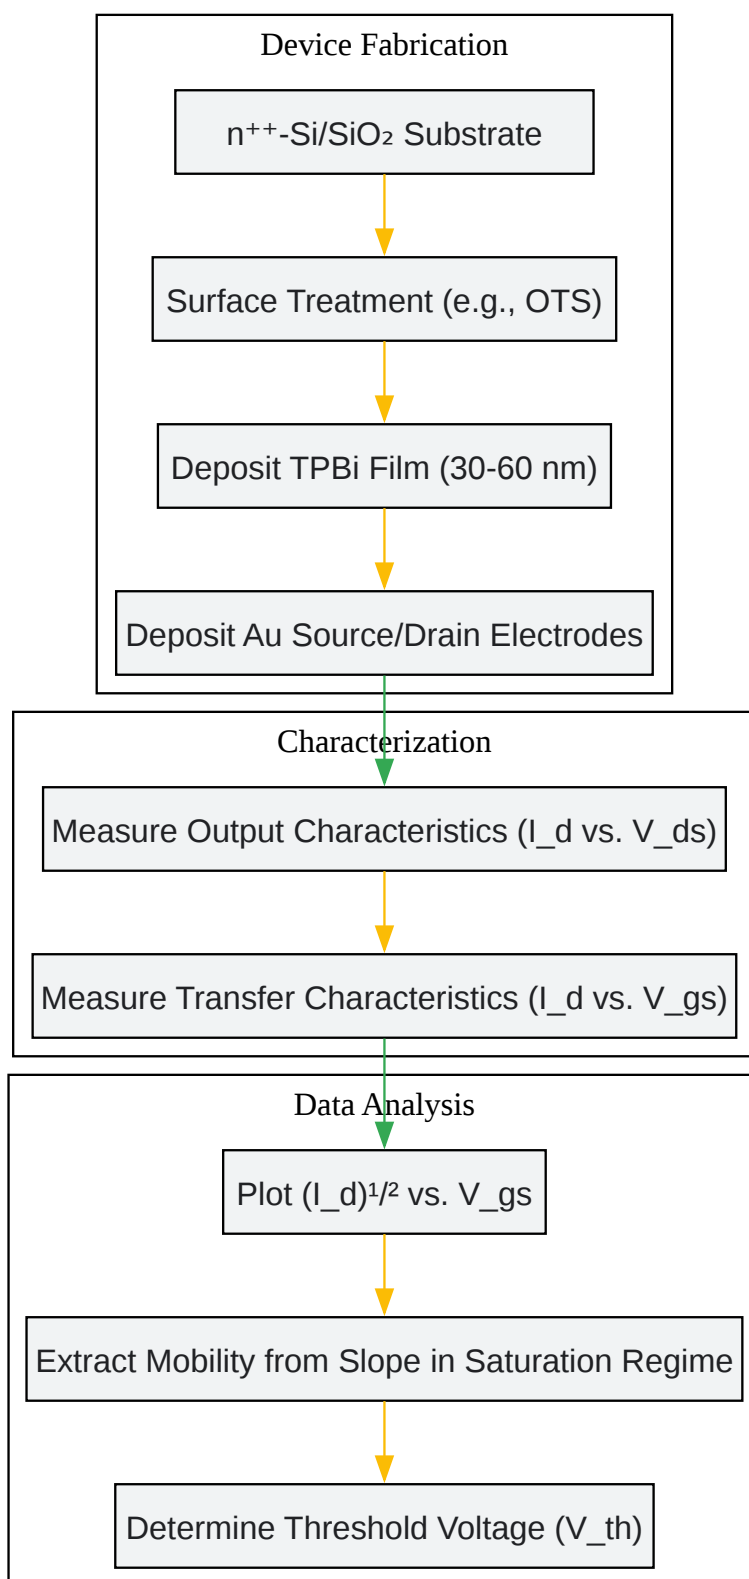 Device Fabrication
n⁺⁺-Si/SiO₂ Substrate
Surface Treatment (e.g., OTS)
Deposit TPBi Film (30-60 nm)
Deposit Au Source/Drain Electrodes
Characterization
Measure Output Characteristics (I_d vs. V_ds)
Measure Transfer Characteristics (I_d vs. V_gs)
Data Analysis
Plot (I_d)¹/² vs. V_gs
Extract Mobility from Slope in Saturation Regime
Determine Threshold Voltage (V_th)